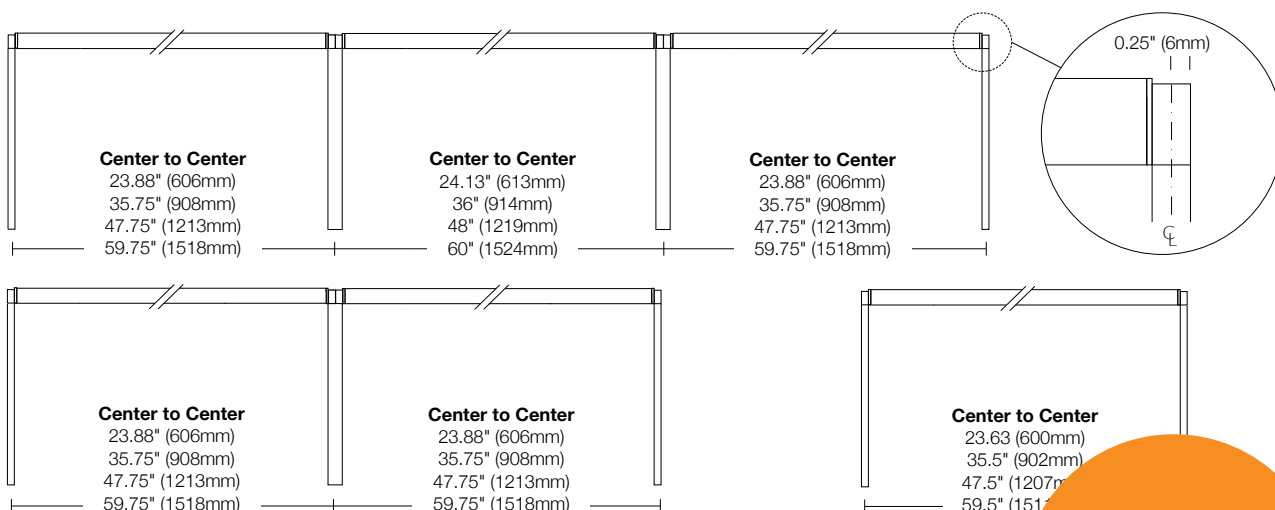 0.25" (6mm)
Center to Center
23.88" (606mm)
35.75" (908mm)
47.75" (1213mm)
59.75" (1518mm)
Center to Center
24.13" (613mm)
36" (914mm)
48" (1219mm)
60" (1524mm)
Center to Center
23.88" (606mm)
35.75" (908mm)
47.75" (1213mm)
59.75" (1518mm)
℄
Center to Center
23.88" (606mm)
35.75" (908mm)
47.75" (1213mm)
59.75" (1518mm)
Center to Center
23.88" (606mm)
35.75" (908mm)
47.75" (1213mm)
59.75" (1518mm)
Center to Center
23.63 (600mm)
35.5" (902mm)
47.5"
59.5"